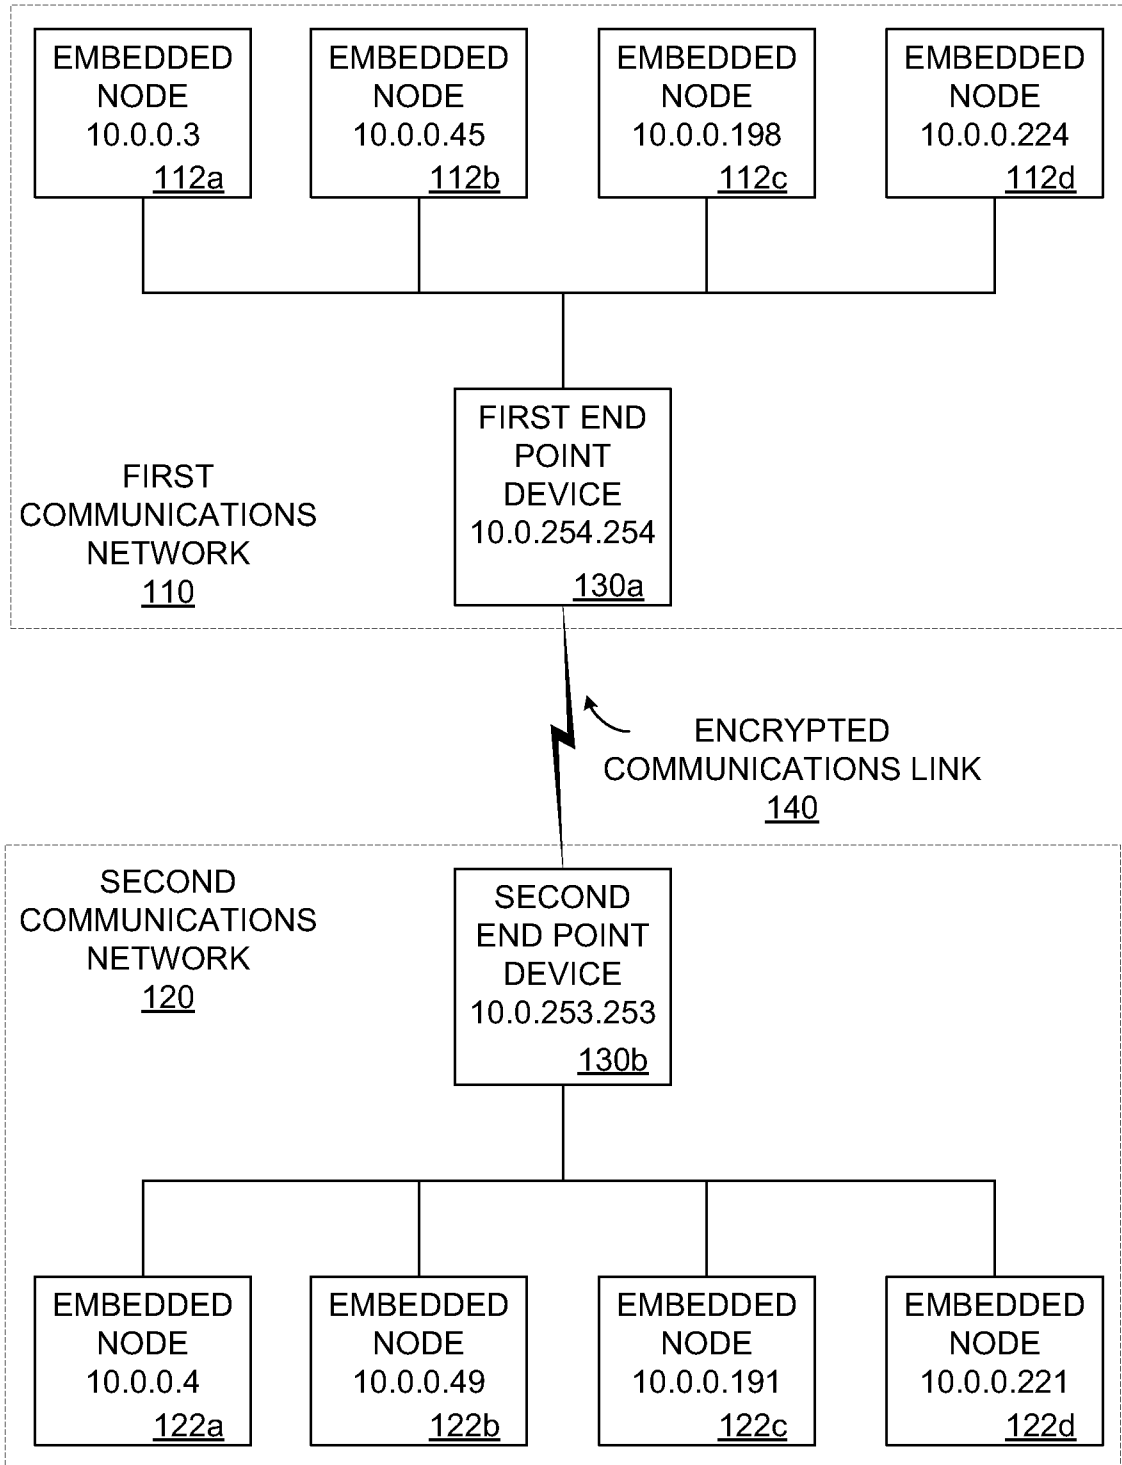 EMBEDDED
NODE
10.0.0.3
112a
EMBEDDED
NODE
10.0.0.45
112b
EMBEDDED
NODE
10.0.0.198
112c
EMBEDDED
NODE
10.0.0.224
112d
FIRST END
POINT
DEVICE
10.0.254.254
130a
FIRST
COMMUNICATIONS
NETWORK
110
ENCRYPTED
COMMUNICATIONS LINK
140
SECOND
COMMUNICATIONS
NETWORK
120
SECOND
END POINT
DEVICE
10.0.253.253
130b
EMBEDDED
NODE
10.0.0.4
122a
EMBEDDED
NODE
10.0.0.49
122b
EMBEDDED
NODE
10.0.0.191
122c
EMBEDDED
NODE
10.0.0.221
122d